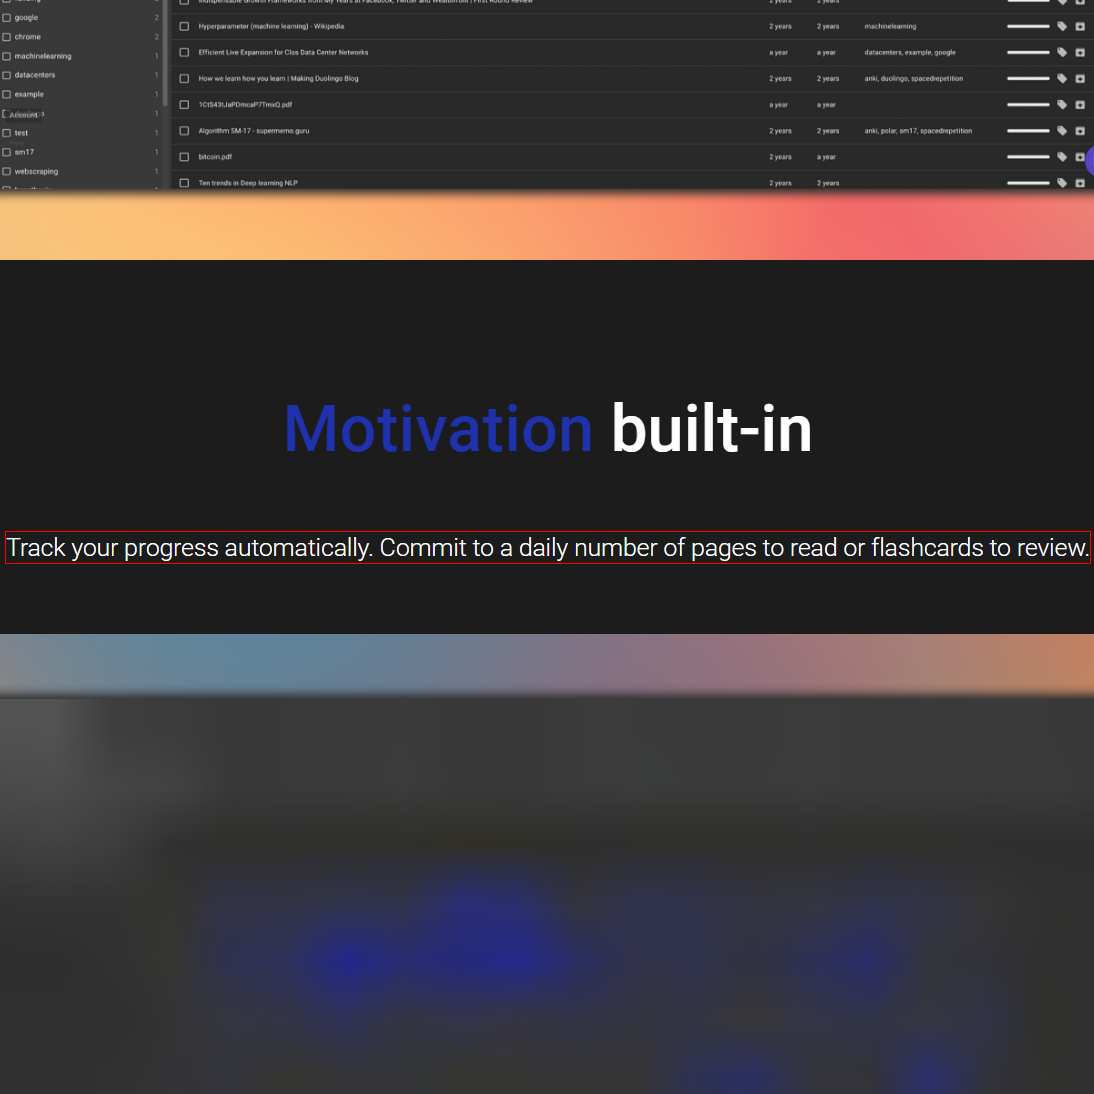 Indispensable Growth Frameworks from My Years at Facebook, Twitter and Wealthfront | First Round Review 2 years 2 years
google 2
Hyperparameter (machine learning) - Wikipedia 2 years 2 years machinelearning
chrome 2
Efficient Live Expansion for Clos Data Center Networks a year a year datacenters, example, google
machinelearning 1
datacenters 1
How we learn how you learn | Making Duolingo Blog 2 years 2 years anki, duolingo, spacedrepetition
example 1
1CtS43tJaPDmcaP7TmxQ.pdf a year a year
Account 1
test 1
Algorithm SM-17 - supermemo.guru 2 years 2 years anki, polar, sm17, spacedrepetition
sm17 1
bitcoin.pdf 2 years a year
webscraping 1
Ten trends in Deep learning NLP 2 years 2 years
Motivation built-in
Track your progress automatically. Commit to a daily number of pages to read or flashcards to review.